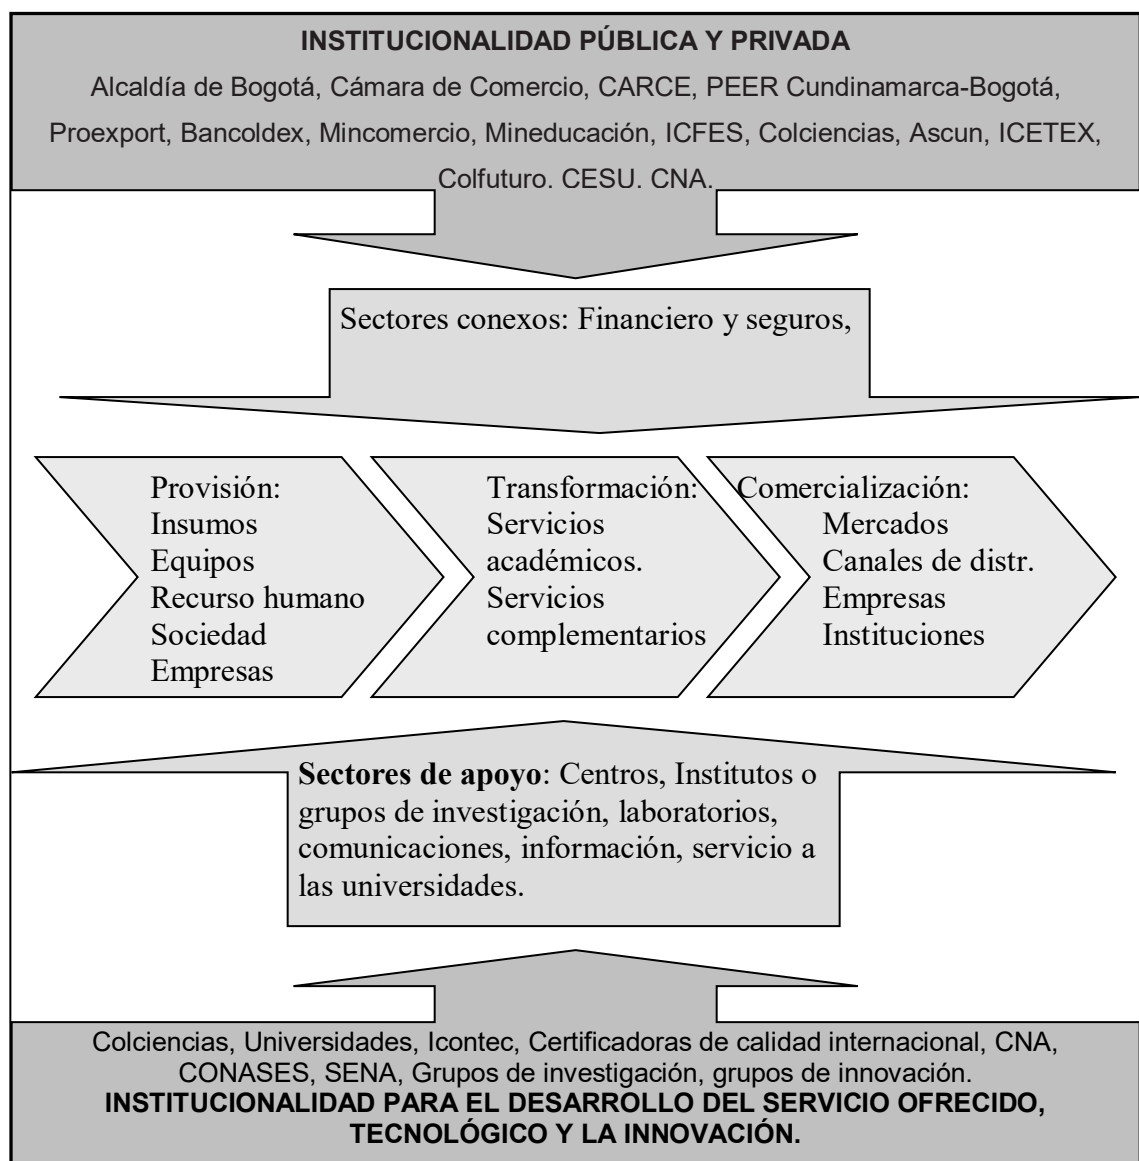 INSTITUCIONALIDAD PÚBLICA Y PRIVADA
Alcaldía de Bogotá, Cámara de Comercio, CARCE, PEER Cundinamarca-Bogotá,
Proexport, Bancoldex, Mincomercio, Mineducación, ICFES, Colciencias, Ascun, ICETEX,
Colfuturo. CESU. CNA.
Sectores conexos: Financiero y seguros,
Provisión:
Insumos
Equipos
Recurso humano
Sociedad
Empresas
Transformación:
Servicios
académicos.
Servicios
complementarios
Comercialización:
Mercados
Canales de distr.
Empresas
Instituciones
Sectores de apoyo: Centros, Institutos o
grupos de investigación, laboratorios,
comunicaciones, información, servicio a
las universidades.
Colciencias, Universidades, Icontec, Certificadoras de calidad internacional, CNA,
CONASES, SENA, Grupos de investigación, grupos de innovación.
INSTITUCIONALIDAD PARA EL DESARROLLO DEL SERVICIO OFRECIDO,
TECNOLÓGICO Y LA INNOVACIÓN.